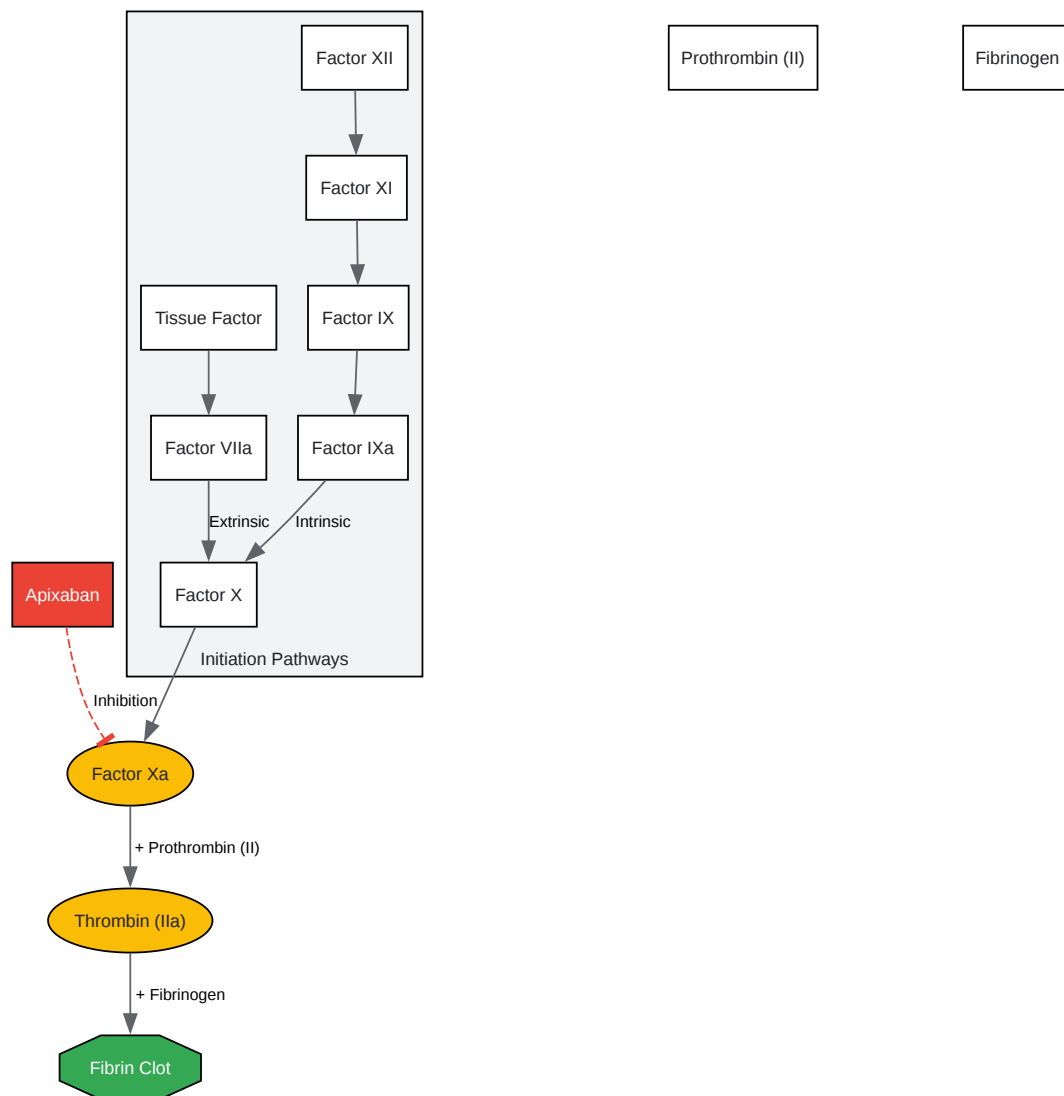 Factor XII
Prothrombin (II)
Fibrinogen
Factor XI
Tissue Factor
Factor IX
Factor VIIa
Factor IXa
Extrinsic
Intrinsic
Apixaban
Factor X
Initiation Pathways
Inhibition
Factor Xa
+ Prothrombin (II)
Thrombin (IIa)
+ Fibrinogen
Fibrin Clot